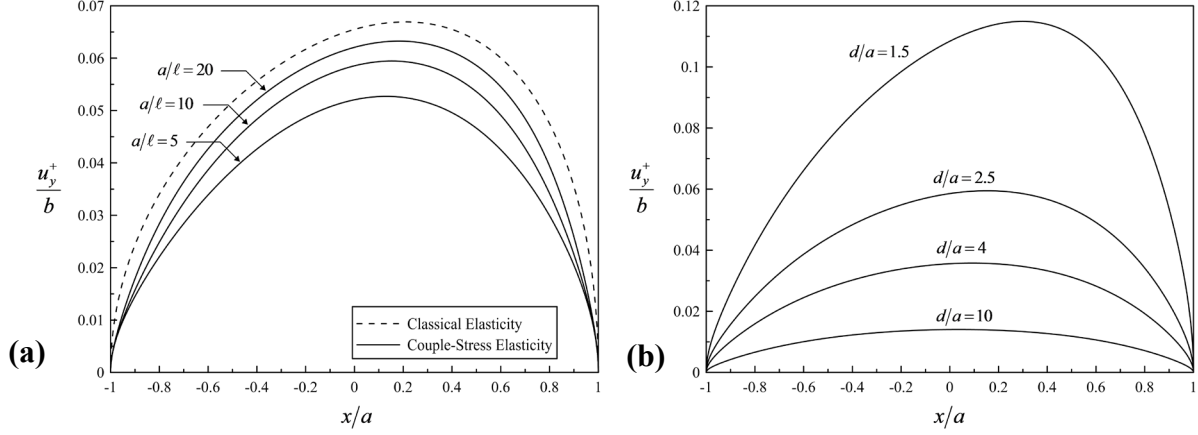 0.07
0.06
0.05
0.04
0.03
0.02
0.01
0
u_y^+
b
a/ℓ = 20
a/ℓ = 10
a/ℓ = 5
Classical Elasticity
Couple-Stress Elasticity
(a)
-1 -0.8 -0.6 -0.4 -0.2 0 0.2 0.4 0.6 0.8 1
x/a
0.12
0.1
0.08
0.06
0.04
0.02
0
u_y^+
b
d/a=1.5
d/a=2.5
d/a=4
d/a=10
(b)
-1 -0.8 -0.6 -0.4 -0.2 0 0.2 0.4 0.6 0.8 1
x/a